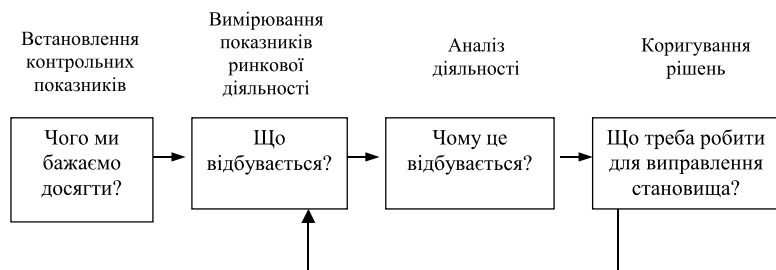 Встановлення
контрольних
показників
Вимірювання
показників
ринкової
діяльності
Аналіз
діяльності
Коригування
рішень
Чого ми
бажаємо
досягти?
Що
відбувається?
Чому це
відбувається?
Що треба робити
для виправлення
становища?